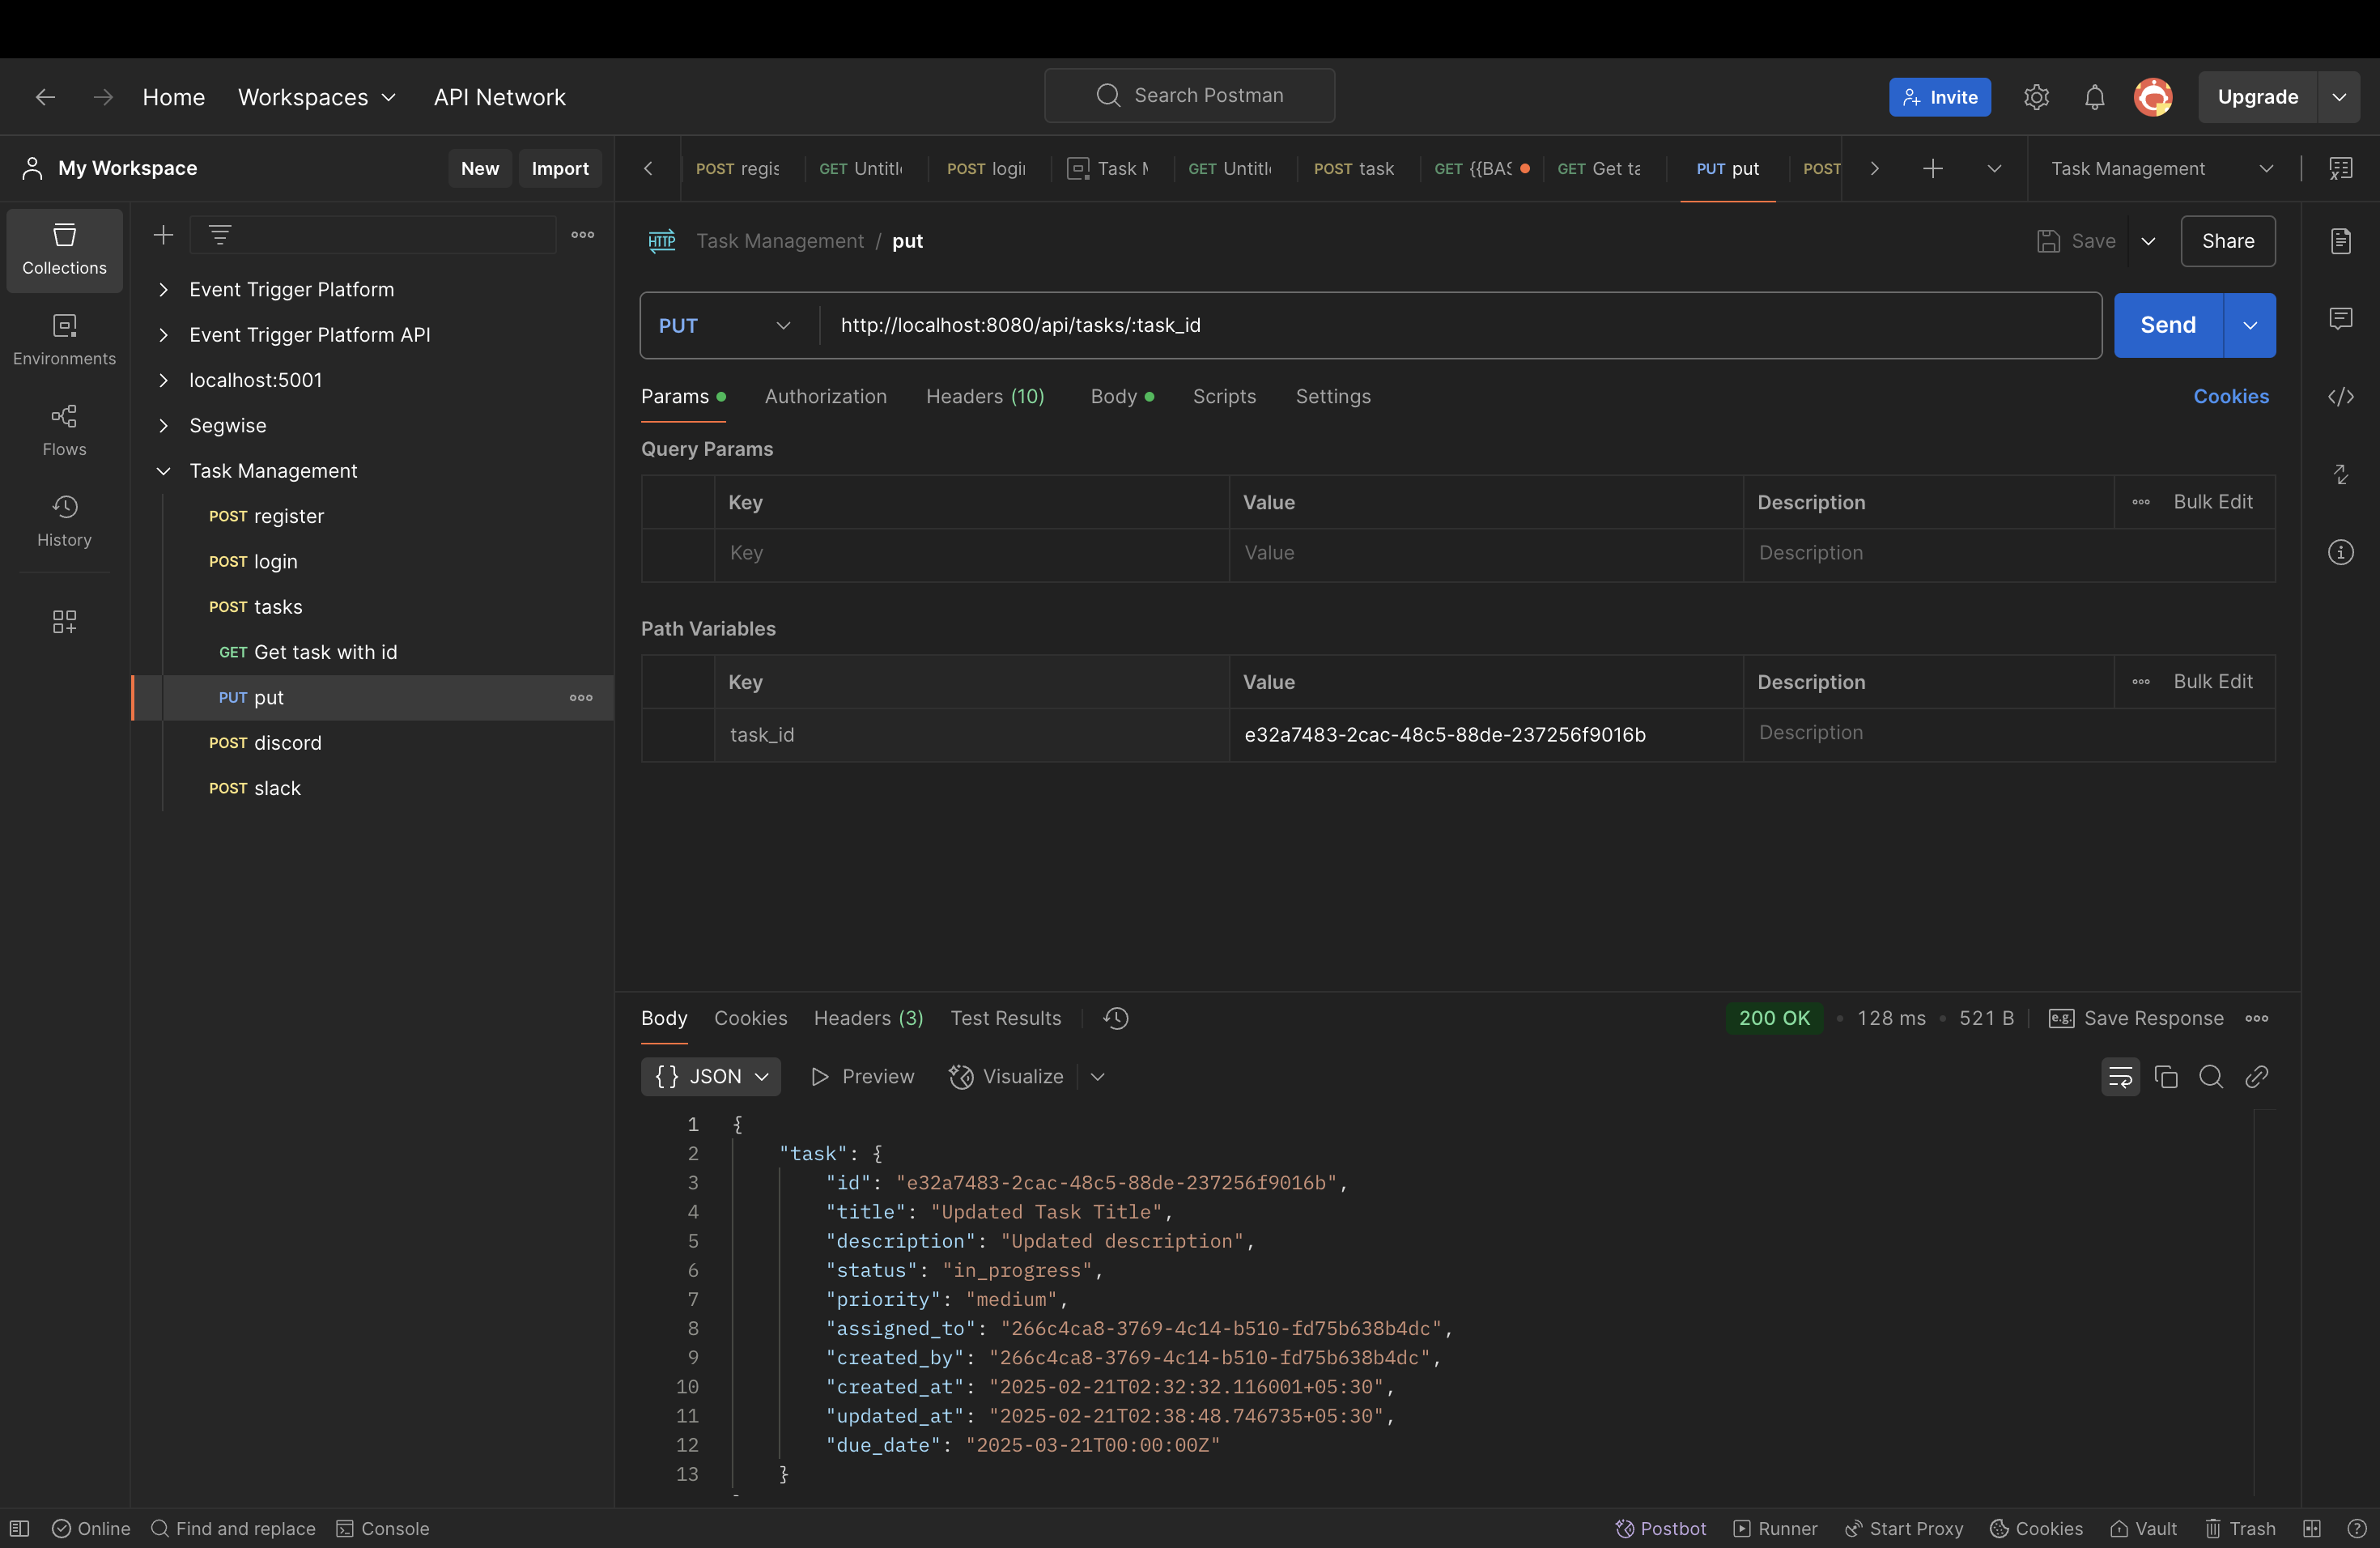 Home Workspaces API Network Search Postman Invite Upgrade
My Workspace New Import POST regis GET Untitl POST logi Task M GET Untitl POST task GET {{BAS GET Get ta PUT put POST Task Management
Collections
Environments
Flows
History
Event Trigger Platform
Event Trigger Platform API
localhost:5001
Segwise
Task Management
POST register
POST login
POST tasks
GET Get task with id
PUT put
POST discord
POST slack
HTTP Task Management / put Save Share
PUT http://localhost:8080/api/tasks/:task_id Send
Params Authorization Headers (10) Body Scripts Settings Cookies
Query Params
Key Value Description Bulk Edit
Key Value Description
Path Variables
Key Value Description Bulk Edit
task_id e32a7483-2cac-48c5-88de-237256f9016b Description
Body Cookies Headers (3) Test Results 200 OK • 128 ms • 521 B e.g. Save Response
{} JSON Preview Visualize
1 {
2 "task": {
3 "id": "e32a7483-2cac-48c5-88de-237256f9016b",
4 "title": "Updated Task Title",
5 "description": "Updated description",
6 "status": "in_progress",
7 "priority": "medium",
8 "assigned_to": "266c4ca8-3769-4c14-b510-fd75b638b4dc",
9 "created_by": "266c4ca8-3769-4c14-b510-fd75b638b4dc",
10 "created_at": "2025-02-21T02:32:32.116001+05:30",
11 "updated_at": "2025-02-21T02:38:48.746735+05:30",
12 "due_date": "2025-03-21T00:00:00Z"
13 }
Online Find and replace Console Postbot Runner Start Proxy Cookies Vault Trash